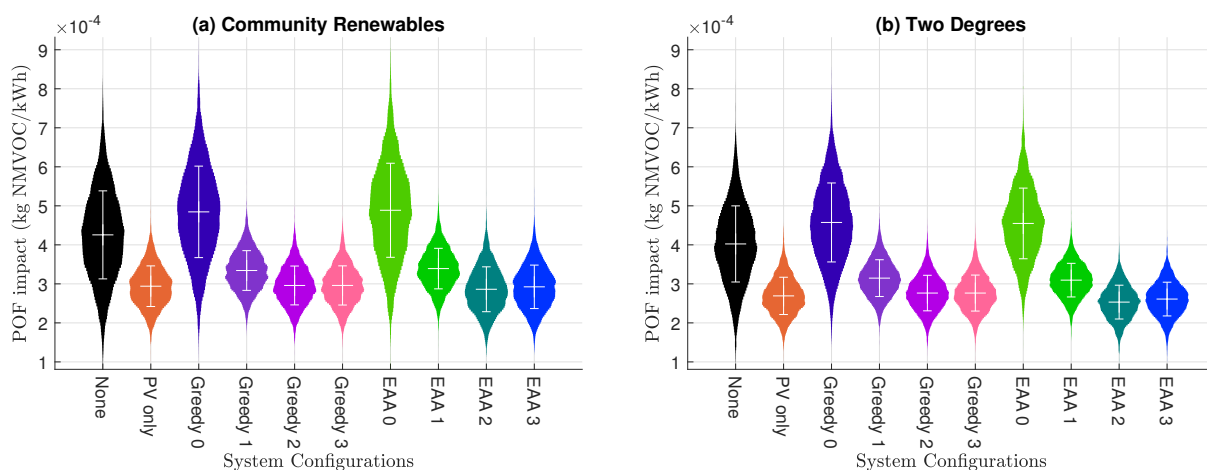 (a) Community Renewables
×10⁻⁴
POF impact (kg NMVOC/kWh)
9
8
7
6
5
4
3
2
1
None
PV only
Greedy 0
Greedy 1
Greedy 2
Greedy 3
EAA 0
EAA 1
EAA 2
EAA 3
System Configurations
(b) Two Degrees
×10⁻⁴
POF impact (kg NMVOC/kWh)
9
8
7
6
5
4
3
2
1
None
PV only
Greedy 0
Greedy 1
Greedy 2
Greedy 3
EAA 0
EAA 1
EAA 2
EAA 3
System Configurations